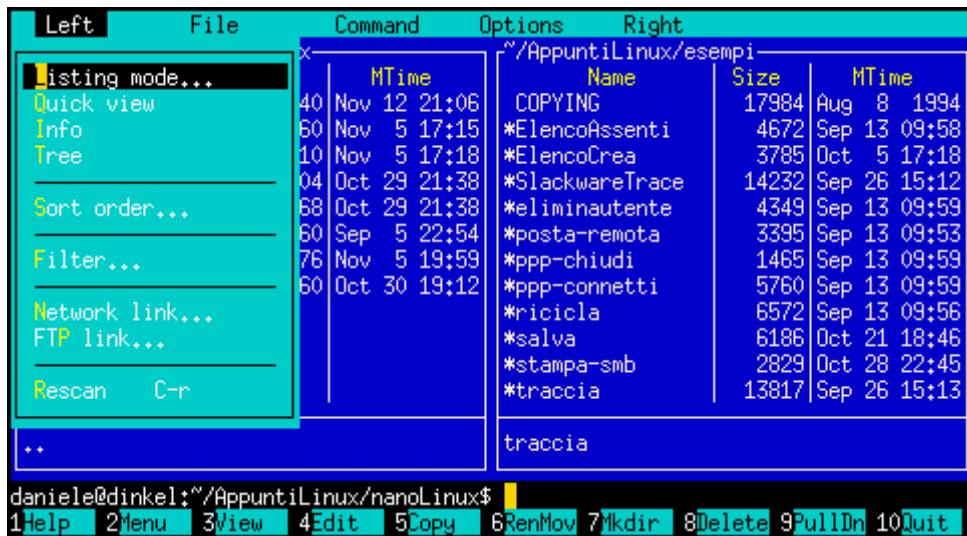 Left File Command Options Right
x ~/AppuntiLinux/esempi
Listing mode... MTime Name Size MTime
Quick view 40 Nov 12 21:06 COPYING 17984 Aug 8 1994
Info 60 Nov 5 17:15 *ElencoAssenti 4672 Sep 13 09:58
Tree 10 Nov 5 17:18 *ElencoCrea 3785 Oct 5 17:18
04 Oct 29 21:38 *SlackwareTrace 14232 Sep 26 15:12
Sort order... 68 Oct 29 21:38 *eliminautente 4349 Sep 13 09:59
60 Sep 5 22:54 *posta-remota 3395 Sep 13 09:53
Filter... 76 Nov 5 19:59 *ppp-chiudi 1465 Sep 13 09:59
60 Oct 30 19:12 *ppp-connetti 5760 Sep 13 09:59
Network link... *ricicla 6572 Sep 13 09:56
FTP link... *salva 6186 Oct 21 18:46
*stampa-smb 2829 Oct 28 22:45
Rescan C-r *traccia 13817 Sep 26 15:13
.. traccia
daniele@dinkel:~/AppuntiLinux/nanoLinux$
1Help 2Menu 3View 4Edit 5Copy 6RenMov 7Mkdir 8Delete 9PullDn 10Quit